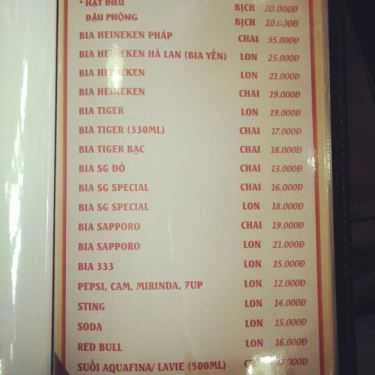 * HẠT ĐIỀU BỊCH 20.000Đ
ĐẬU PHỘNG BỊCH 20.000Đ
BIA HEINEKEN PHÁP CHAI 35.000Đ
BIA HEINEKEN HÀ LAN (BIA YẾN) LON 25.000Đ
BIA HEINEKEN LON 21.000Đ
BIA HEINEKEN CHAI 19.000Đ
BIA TIGER LON 19.000Đ
BIA TIGER (330ML) CHAI 17.000Đ
BIA TIGER BẠC CHAI 18.000Đ
BIA SG ĐỎ CHAI 13.000Đ
BIA SG SPECIAL CHAI 16.000Đ
BIA SG SPECIAL LON 18.000Đ
BIA SAPPORO CHAI 19.000Đ
BIA SAPPORO LON 21.000Đ
BIA 333 LON 15.000Đ
PEPSI, CAM, MIRINDA, 7UP LON 12.000Đ
STING LON 14.000Đ
SODA LON 15.000Đ
RED BULL LON 16.000Đ
SUỐI AQUAFINA/ LAVIE (500ML)